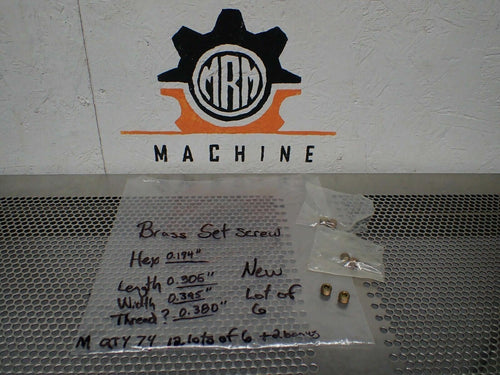 MRM
MACHINE
Brass Set Screw
Hex 0.194"
Length 0.305" New
Width 0.395" Lot of
Thread? 0.380" 6
M QTY 74 12 lots of 6 + 2 bonus